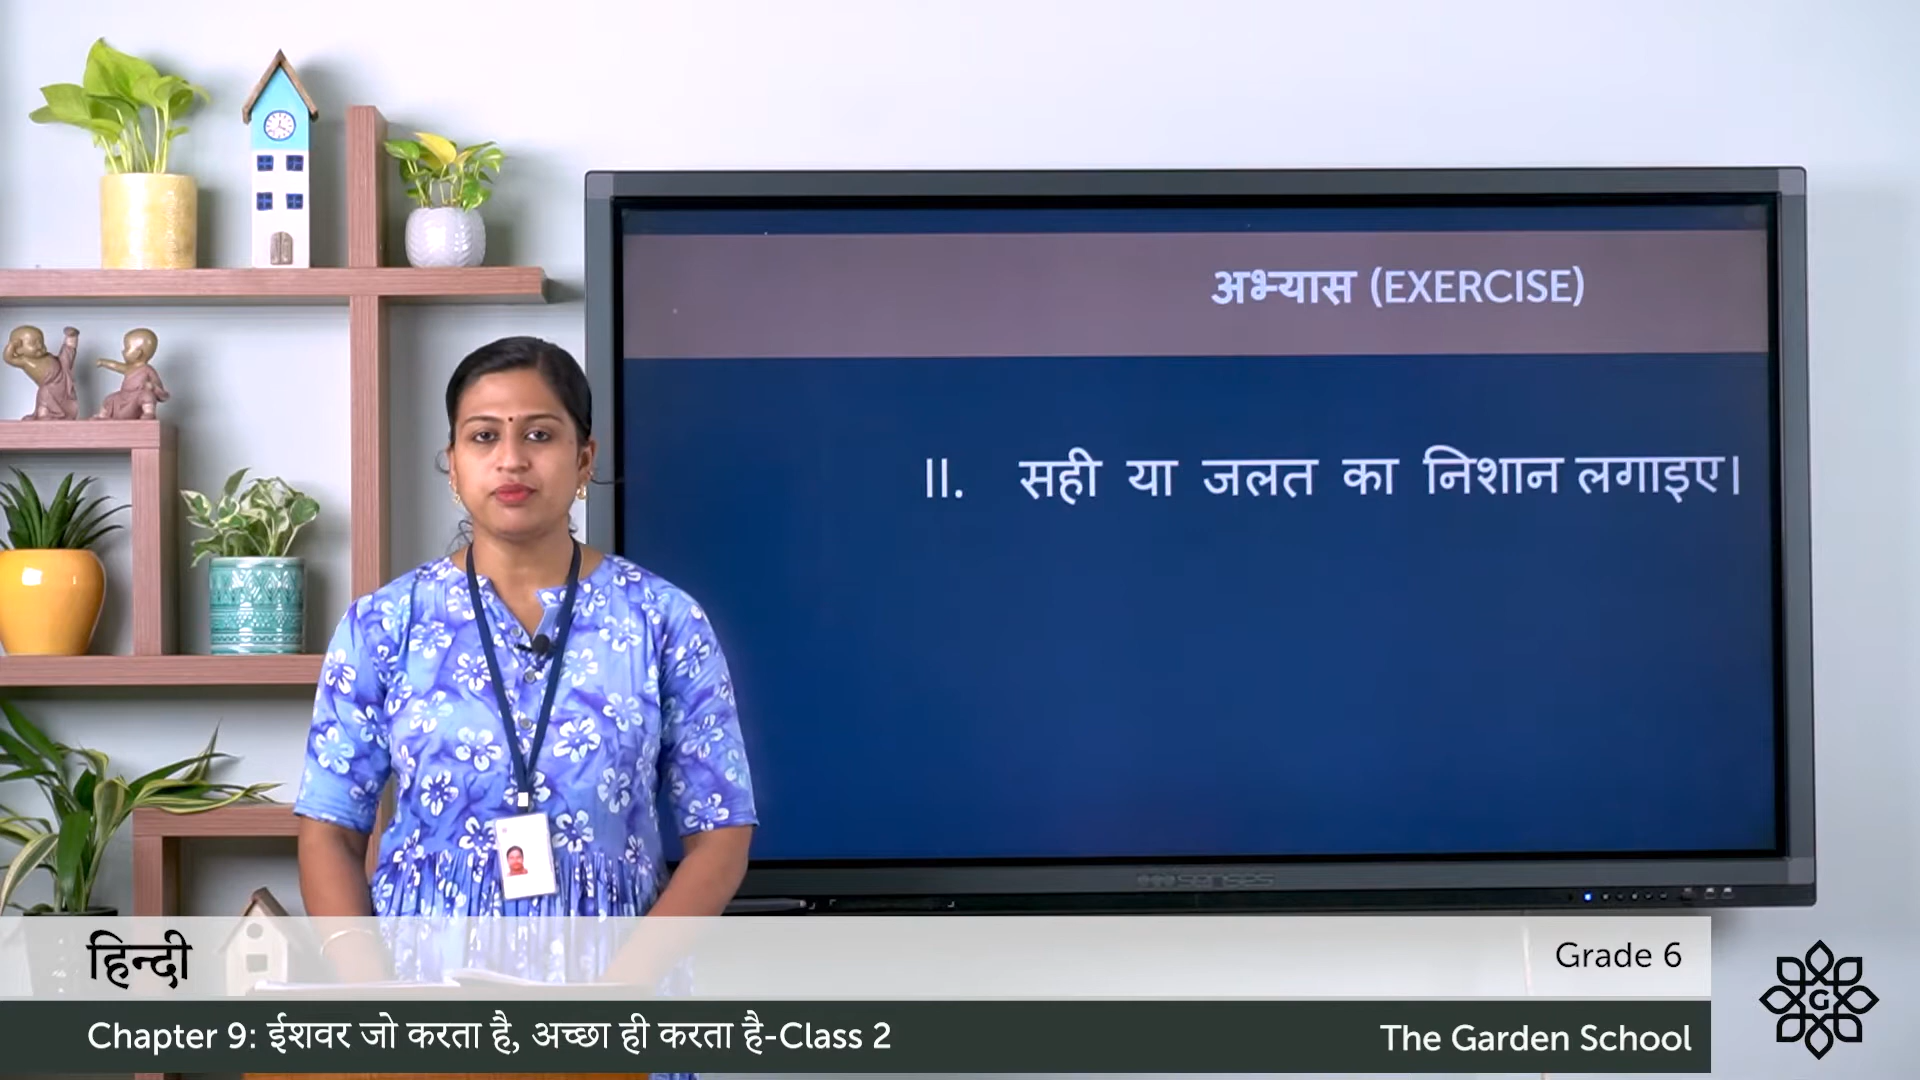 अभ्यास (EXERCISE)
II. सही या जलत का निशान लगाइए।
हिन्दी
Grade 6
Chapter 9: ईशवर जो करता है, अच्छा ही करता है-Class 2
The Garden School
G
senses